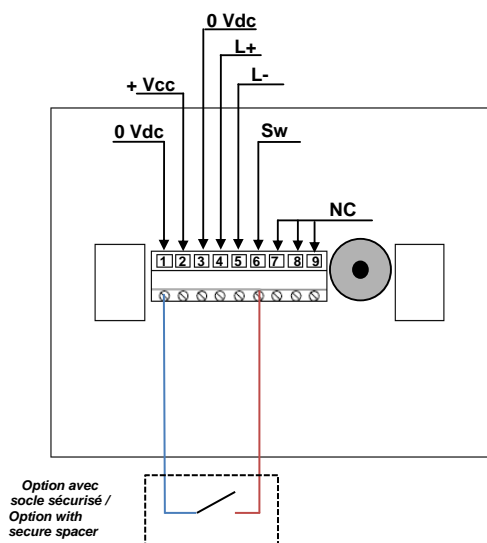 0 Vdc
L+
L-
+ Vcc
0 Vdc
Sw
NC
1 2 3 4 5 6 7 8 9
Option avec
socle sécurisé /
Option with
secure spacer